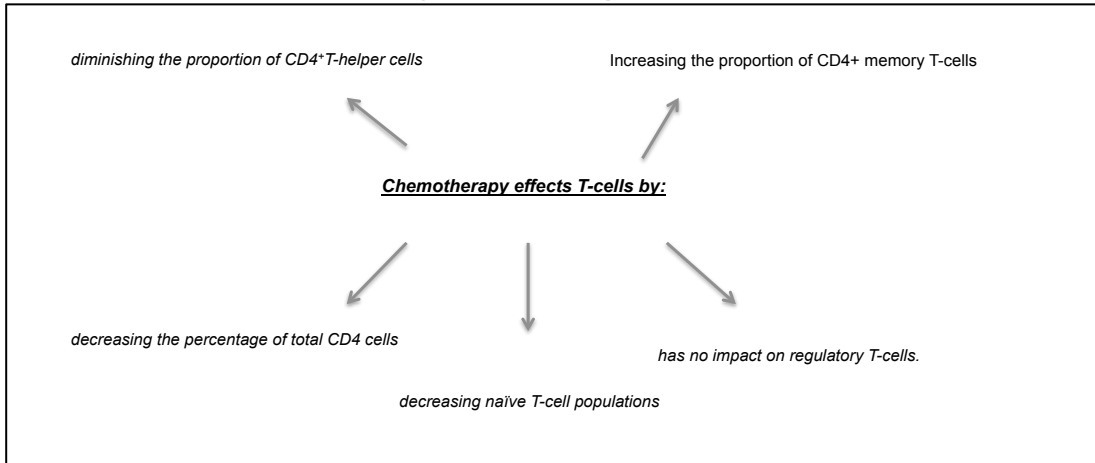 diminishing the proportion of CD4⁺T-helper cells
Increasing the proportion of CD4+ memory T-cells
Chemotherapy effects T-cells by:
decreasing the percentage of total CD4 cells
has no impact on regulatory T-cells.
decreasing naïve T-cell populations